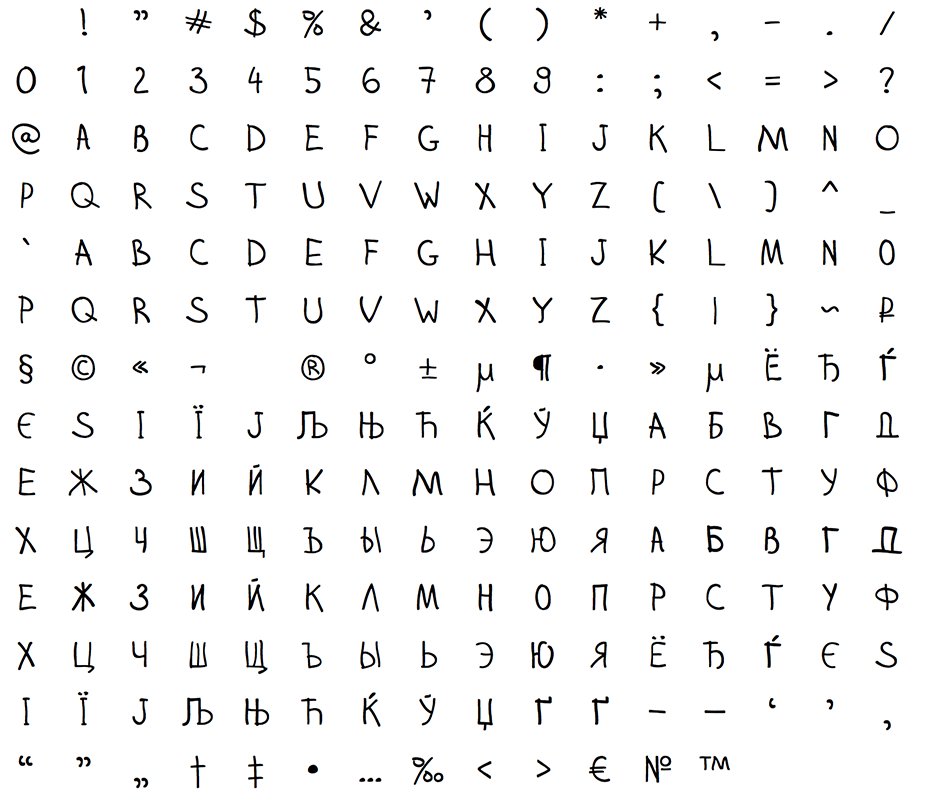 ! ” # $ % & ’ ( ) * + , – . /
0 1 2 3 4 5 6 7 8 9 : ; < = > ?
@ A B C D E F G H I J K L M N O
P Q R S T U V W X Y Z [ \ ] ^ _
` A B C D E F G H I J K L M N O
P Q R S T U V W X Y Z { | } ~ ₽
§ © « ¬ ® ° ± µ ¶ · » µ Ё Ђ Ѓ
Є Ѕ І Ї Ј Љ Њ Ћ Ќ Ў Џ А Б В Г Д
Е Ж З И Й К Л М Н О П Р С Т У Ф
Х Ц Ч Ш Щ Ъ Ы Ь Э Ю Я А Б В Г Д
Е Ж З И Й К Л М Н О П Р С Т У Ф
Х Ц Ч Ш Щ Ъ Ы Ь Э Ю Я Ё Ђ Ѓ Є Ѕ
І Ї Ј Љ Њ Ћ Ќ Ў Џ Ґ Ґ – — ‘ ’ ‚
“ ” „ † ‡ • … ‰ ‹ › € № ™